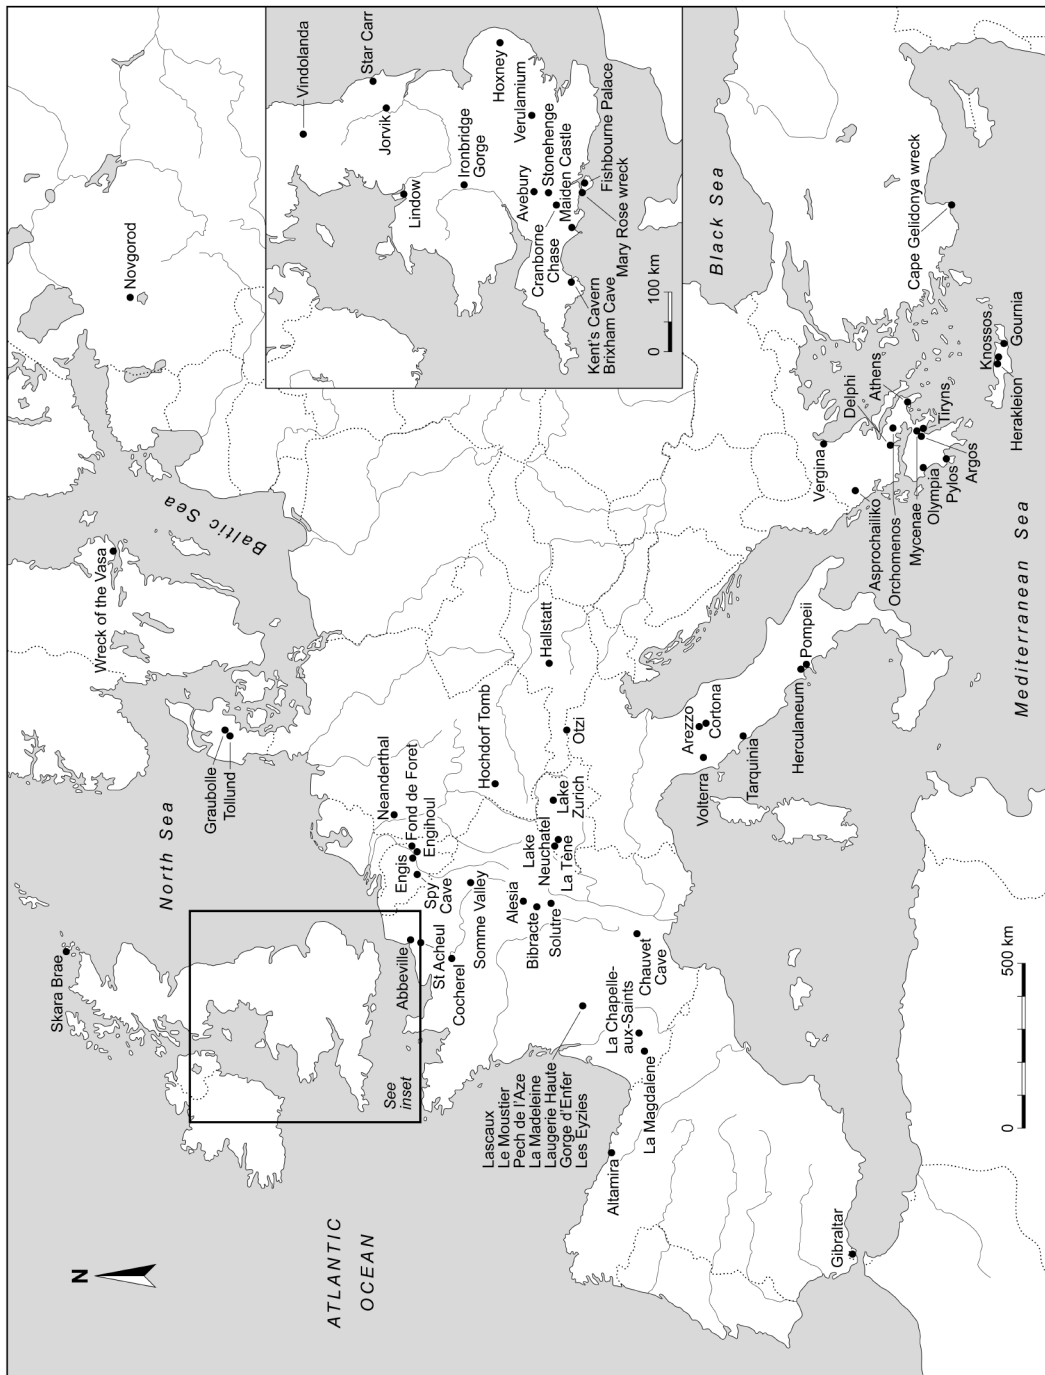 N
ATLANTIC
OCEAN
North Sea
Baltic Sea
Black Sea
Mediterranean Sea
See
inset
Skara Brae
Wreck of the Vasa
Novgorod
Graubolle
Tollund
Abbeville
St Acheul
Cocherel
Somme Valley
Engis
Spy
Cave
Neanderthal
Fond de Foret
Engihoul
Hochdorf Tomb
Hallstatt
Otzi
Lake
Zurich
Lake
Neuchatel
La Tène
Alesia
Bibracte
Solutre
Chauvet
Cave
La Chapelle-
aux-Saints
La Magdalene
Lascaux
Le Moustier
Pech de l'Aze
La Madeleine
Laugerie Haute
Gorge d'Enfer
Les Eyzies
Altamira
Gibraltar
Volterra
Arezzo
Cortona
Tarquinia
Herculaneum
Pompeii
Vergina
Asprochailiko
Orchomenos
Delphi
Athens
Mycenae
Olympia
Pylos
Argos
Tiryns
Knossos
Herakleion
Gournia
Cape Gelidonya wreck
0
500 km
Vindolanda
Star Carr
Jorvik
Lindow
Ironbridge
Gorge
Hoxney
Verulamium
Avebury
Stonehenge
Cranborne
Chase
Maiden Castle
Fishbourne Palace
Mary Rose wreck
Kent's Cavern
Brixham Cave
0
100 km